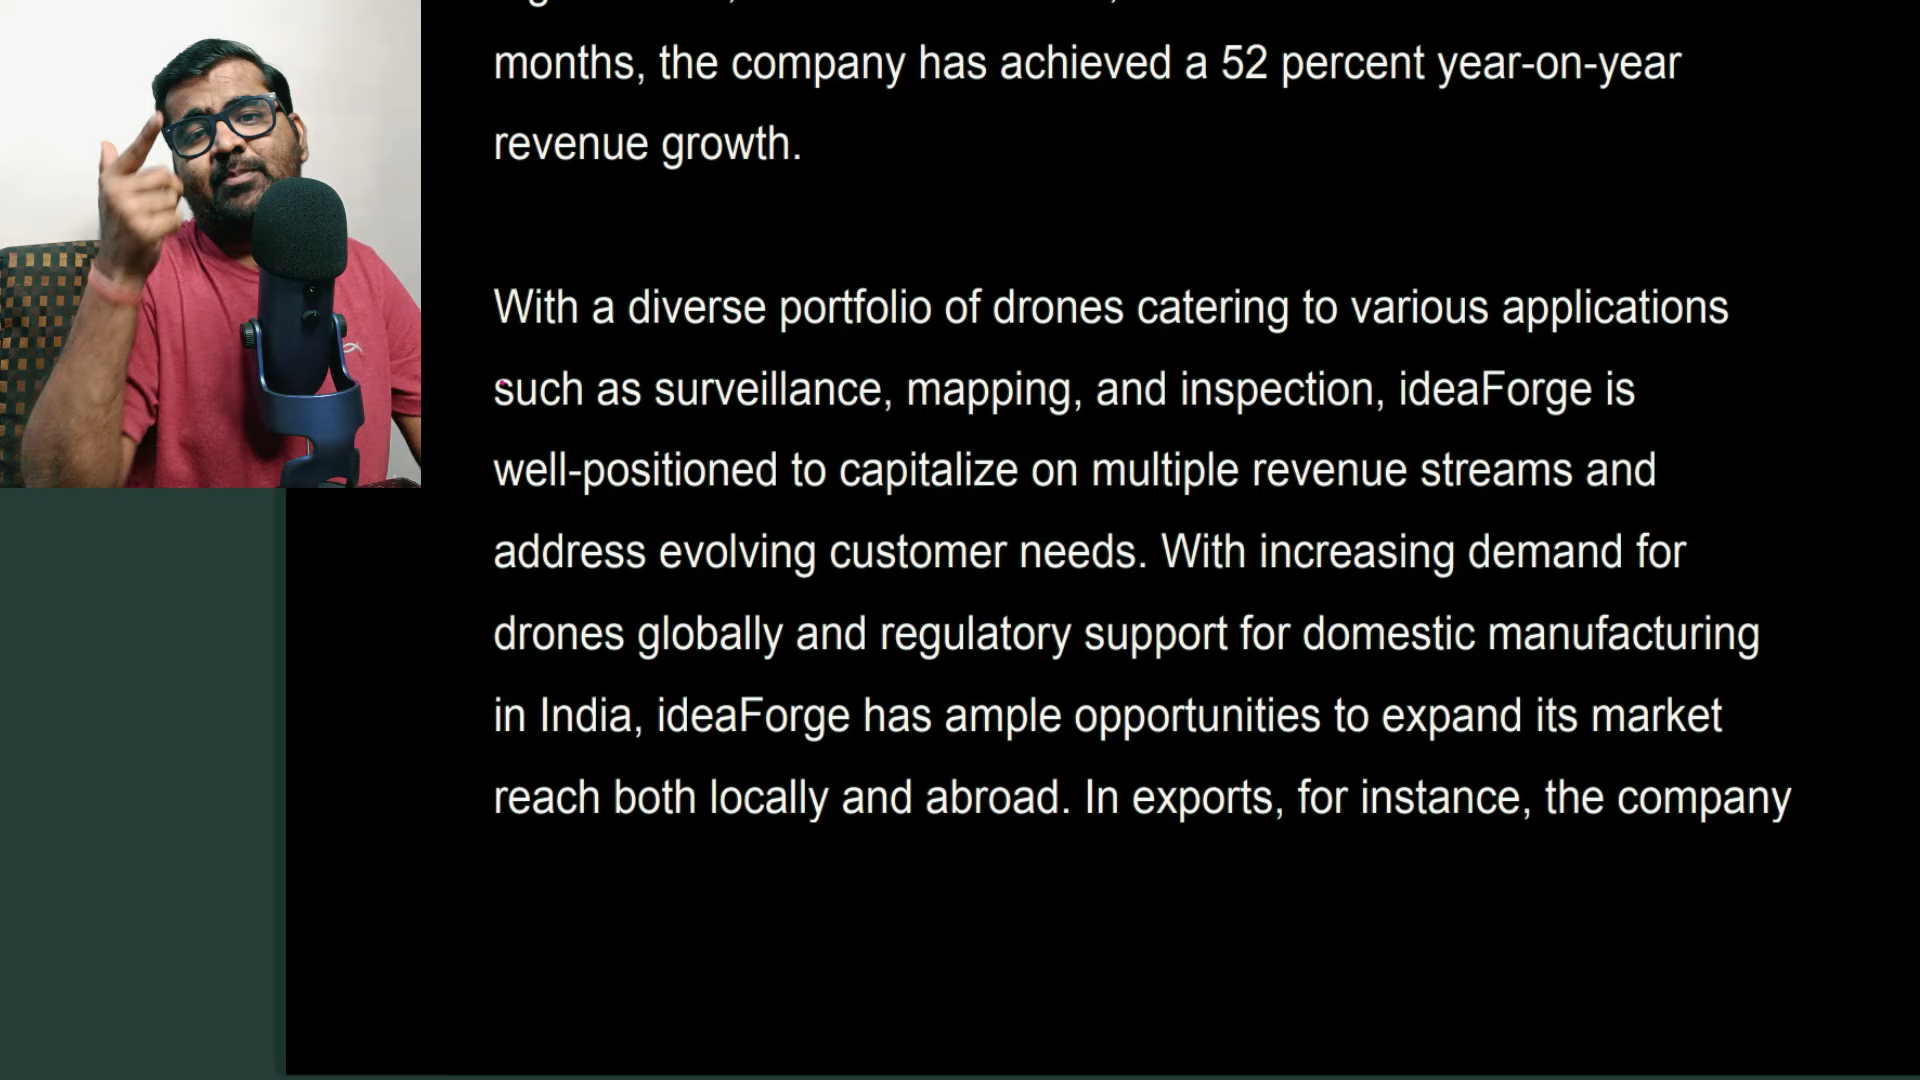 months, the company has achieved a 52 percent year-on-year
revenue growth.
With a diverse portfolio of drones catering to various applications
such as surveillance, mapping, and inspection, ideaForge is
well-positioned to capitalize on multiple revenue streams and
address evolving customer needs. With increasing demand for
drones globally and regulatory support for domestic manufacturing
in India, ideaForge has ample opportunities to expand its market
reach both locally and abroad. In exports, for instance, the company